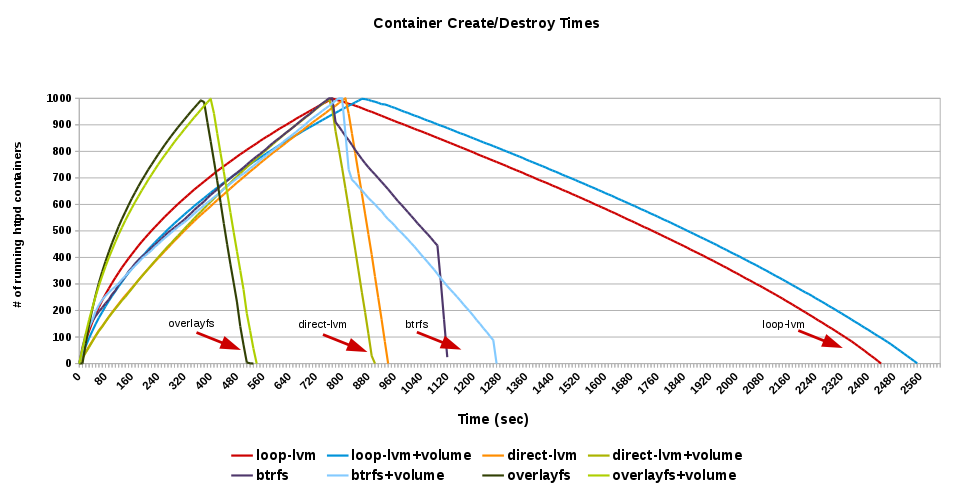 Container Create/Destroy Times
# of running httpd containers
1000
900
800
700
600
500
400
300
200
100
0
overlayfs
direct-lvm
btrfs
loop-lvm
0 80 160 240 320 400 480 560 640 720 800 880 960 1040 1120 1200 1280 1360 1440 1520 1600 1680 1760 1840 1920 2000 2080 2160 2240 2320 2400 2480 2560
Time (sec)
loop-lvm loop-lvm+volume direct-lvm direct-lvm+volume
btrfs btrfs+volume overlayfs overlayfs+volume